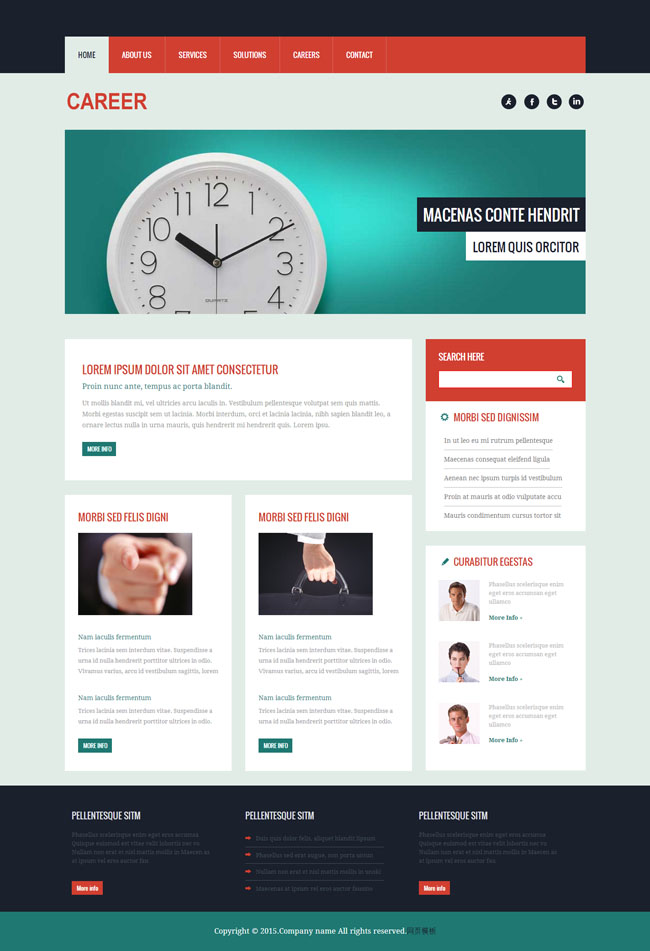 HOME ABOUT US SERVICES SOLUTIONS CAREERS CONTACT
CAREER
12
11 1
10 2
9 3
8 4
7 5
6
QUARTZ
MACENAS CONTE HENDRIT
LOREM QUIS ORCITOR
LOREM IPSUM DOLOR SIT AMET CONSECTETUR
Proin nunc ante, tempus ac porta blandit.
Ut mollis blandit mi, vel ultricies arcu iaculis in. Vestibulum pellentesque volutpat sem quis mattis.
Morbi egestas suscipit sem ut lacinia. Morbi interdum, orci et lacinia lacinia, nibh sapien blandit leo, a
ornare lectus nulla in urna mauris, quis hendrerit mi hendrerit quis. Lorem ipsu.
MORE INFO
SEARCH HERE
MORBI SED DIGNISSIM
In ut leo eu mi rutrum pellentesque
Maecenas consequat eleifend ligula
Aenean nec ipsum turpis id vestibulum
Proin at mauris at odio vulputate accu
Mauris condimentum cursus tortor sit
MORBI SED FELIS DIGNI
Nam iaculis fermentum
Trices lacinia sem interdum vitae. Suspendisse a
urna id nulla hendrerit porttitor ultrices in odio.
Vivamus varius, arcu id vestibulum sagittis, lorem
Nam iaculis fermentum
Trices lacinia sem interdum vitae. Suspendisse a
urna id nulla hendrerit porttitor ultrices in odio.
MORE INFO
MORBI SED FELIS DIGNI
Nam iaculis fermentum
Trices lacinia sem interdum vitae. Suspendisse a
urna id nulla hendrerit porttitor ultrices in odio.
Vivamus varius, arcu id vestibulum sagittis, lorem
Nam iaculis fermentum
Trices lacinia sem interdum vitae. Suspendisse a
urna id nulla hendrerit porttitor ultrices in odio.
MORE INFO
CURABITUR EGESTAS
Phasellus scelerisque enim
eget eros accumsan eget
ullamco
More Info »
Phasellus scelerisque enim
eget eros accumsan eget
ullamco
More Info »
Phasellus scelerisque enim
eget eros accumsan eget
ullamco
More Info »
PELLENTESQUE SITM
Phasellus scelerisque enim eget eros accumsa.
Quisque euismod est vitae velit lobortis nec vu
Nullam non erat et nisl mattis mollis in Maecen as
at ipsum vel eros auctor fau
More info
PELLENTESQUE SITM
Duis quis dolor felis, aliquet blandit lipsum
Phasellus sed erat augue, non porta metus
Nullam non erat et nisl mattis mollis in
Maecenas at ipsum vel eros auctor faucibu
PELLENTESQUE SITM
Phasellus scelerisque enim eget eros accumsa.
Quisque euismod est vitae velit lobortis nec vu
Nullam non erat et nisl mattis mollis in Maecen as
at ipsum vel eros auctor fau
More info
Copyright © 2015.Company name All rights reserved.网页模板